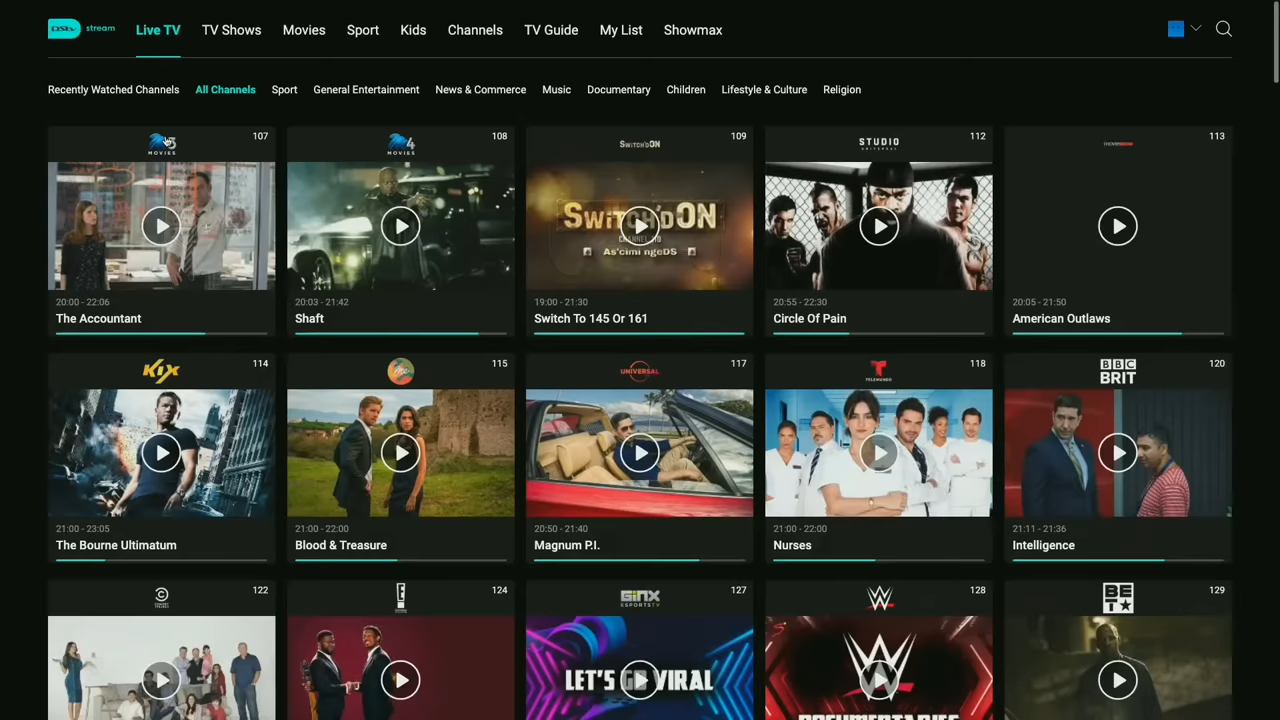 DStv stream Live TV TV Shows Movies Sport Kids Channels TV Guide My List Showmax
Recently Watched Channels All Channels Sport General Entertainment News & Commerce Music Documentary Children Lifestyle & Culture Religion
MOVIES 107
4 MOVIES 108
SWITCH'D ON 109
STUDIO UNIVERSAL 112
113
SWITCH'D ON
20:00 - 22:06
The Accountant
20:03 - 21:42
Shaft
19:00 - 21:30
Switch To 145 Or 161
20:55 - 22:30
Circle Of Pain
20:05 - 21:50
American Outlaws
KIX 114
115
UNIVERSAL 117
TELEMUNDO 118
BBC BRIT 120
21:00 - 23:05
The Bourne Ultimatum
21:00 - 22:00
Blood & Treasure
20:50 - 21:40
Magnum P.I.
21:00 - 22:00
Nurses
21:11 - 21:36
Intelligence
122
E 124
GINX ESPORTS TV 127
W 128
BET 129
LET'S GO VIRAL
W
DOCUMENTARIES